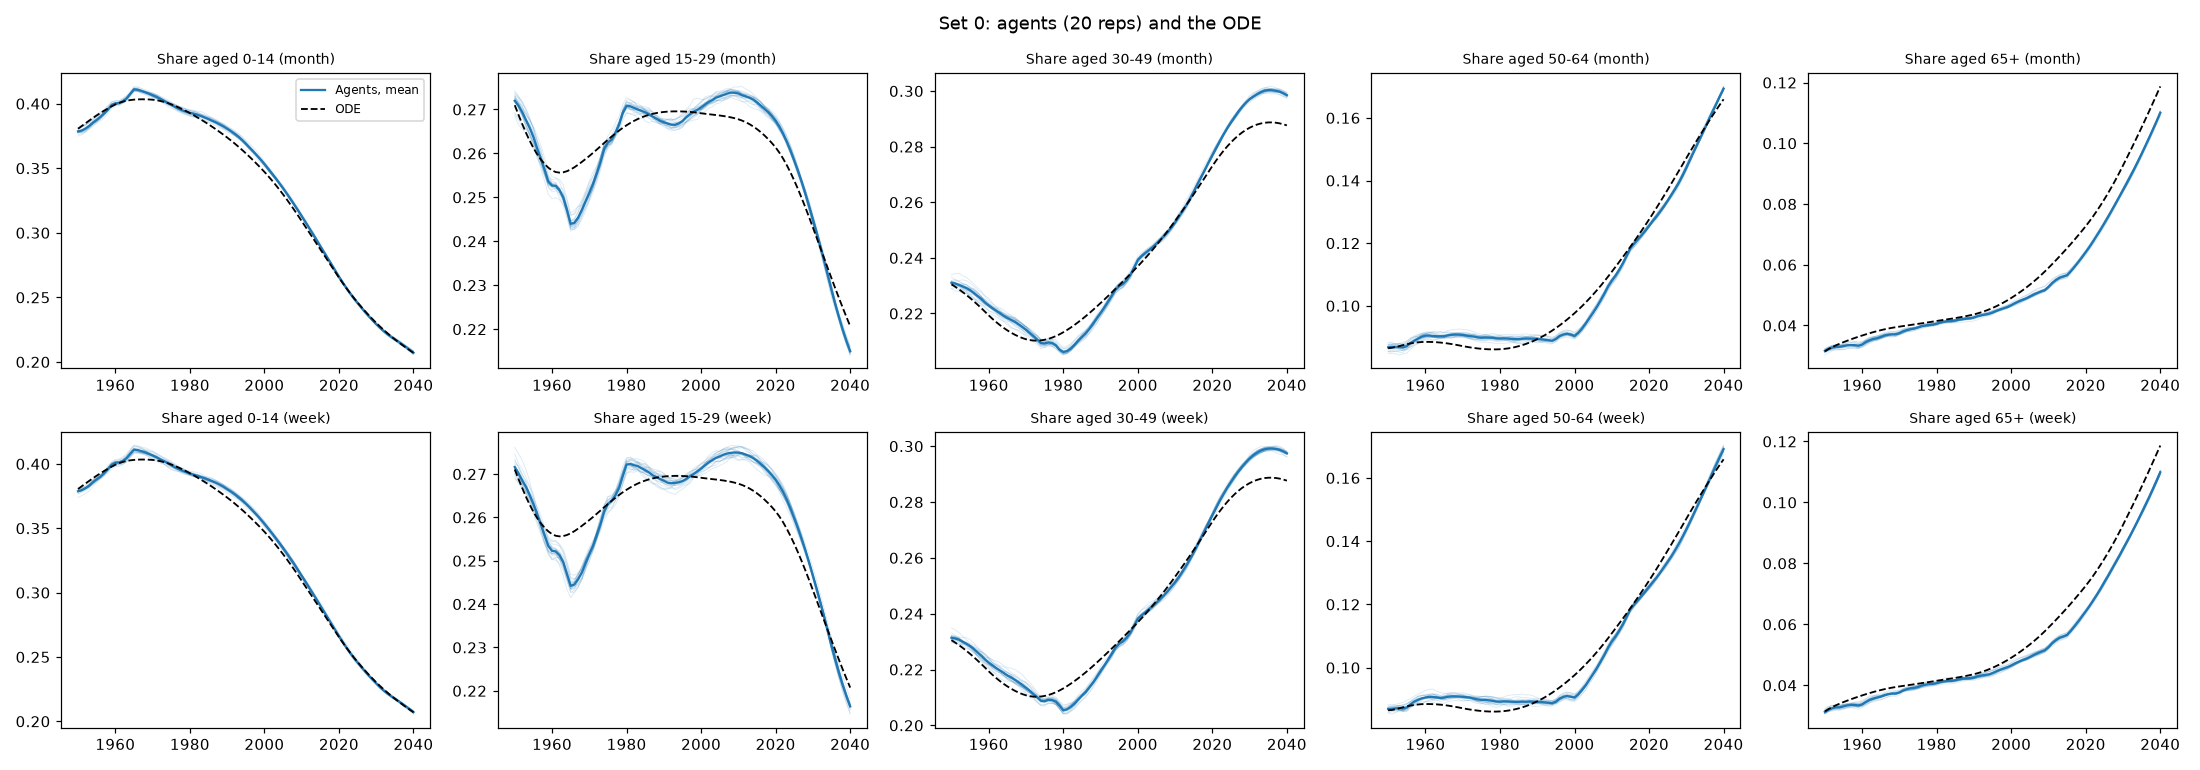 Set 0: agents (20 reps) and the ODE
Share aged 0-14 (month)
0.40
0.35
0.30
0.25
0.20
1960 1980 2000 2020 2040
Agents, mean
ODE
Share aged 15-29 (month)
0.27
0.26
0.25
0.24
0.23
0.22
1960 1980 2000 2020 2040
Share aged 30-49 (month)
0.30
0.28
0.26
0.24
0.22
1960 1980 2000 2020 2040
Share aged 50-64 (month)
0.16
0.14
0.12
0.10
1960 1980 2000 2020 2040
Share aged 65+ (month)
0.12
0.10
0.08
0.06
0.04
1960 1980 2000 2020 2040
Share aged 0-14 (week)
0.40
0.35
0.30
0.25
0.20
1960 1980 2000 2020 2040
Share aged 15-29 (week)
0.27
0.26
0.25
0.24
0.23
0.22
1960 1980 2000 2020 2040
Share aged 30-49 (week)
0.30
0.28
0.26
0.24
0.22
0.20
1960 1980 2000 2020 2040
Share aged 50-64 (week)
0.16
0.14
0.12
0.10
1960 1980 2000 2020 2040
Share aged 65+ (week)
0.12
0.10
0.08
0.06
0.04
1960 1980 2000 2020 2040